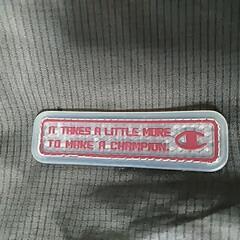 IT TAKES A LITTLE MORE
TO MAKE A CHAMPION.